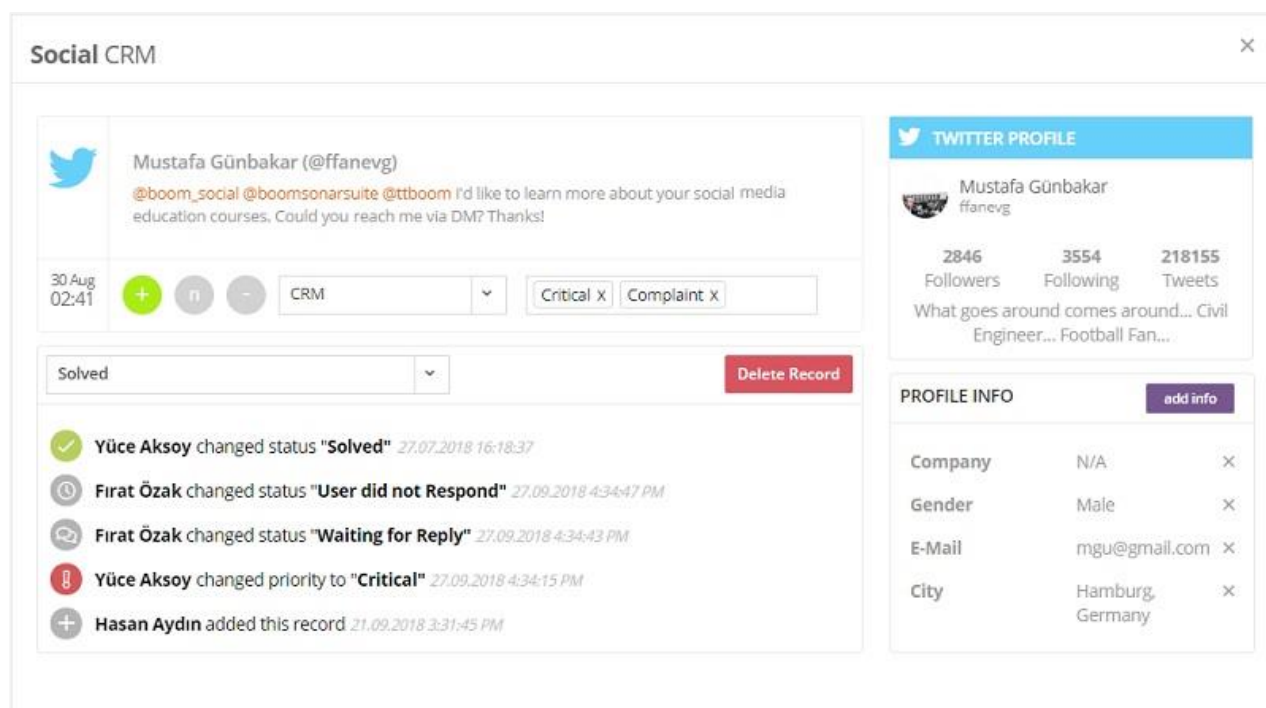 Social CRM ×
Mustafa Günbakar (@ffanevg)
@boom_social @boomsonarsuite @ttboom I'd like to learn more about your social media
education courses. Could you reach me via DM? Thanks!
30 Aug
02:41
+ n - CRM Critical x Complaint x
Solved Delete Record
Yüce Aksoy changed status "Solved" 27.07.2018 16:18:37
Fırat Özak changed status "User did not Respond" 27.09.2018 4:34:47 PM
Fırat Özak changed status "Waiting for Reply" 27.09.2018 4:34:43 PM
Yüce Aksoy changed priority to "Critical" 27.09.2018 4:34:15 PM
Hasan Aydın added this record 21.09.2018 3:31:45 PM
TWITTER PROFILE
Mustafa Günbakar
ffanevg
2846 3554 218155
Followers Following Tweets
What goes around comes around... Civil
Engineer... Football Fan...
PROFILE INFO add info
Company N/A ×
Gender Male ×
E-Mail mgu@gmail.com ×
City Hamburg, ×
Germany